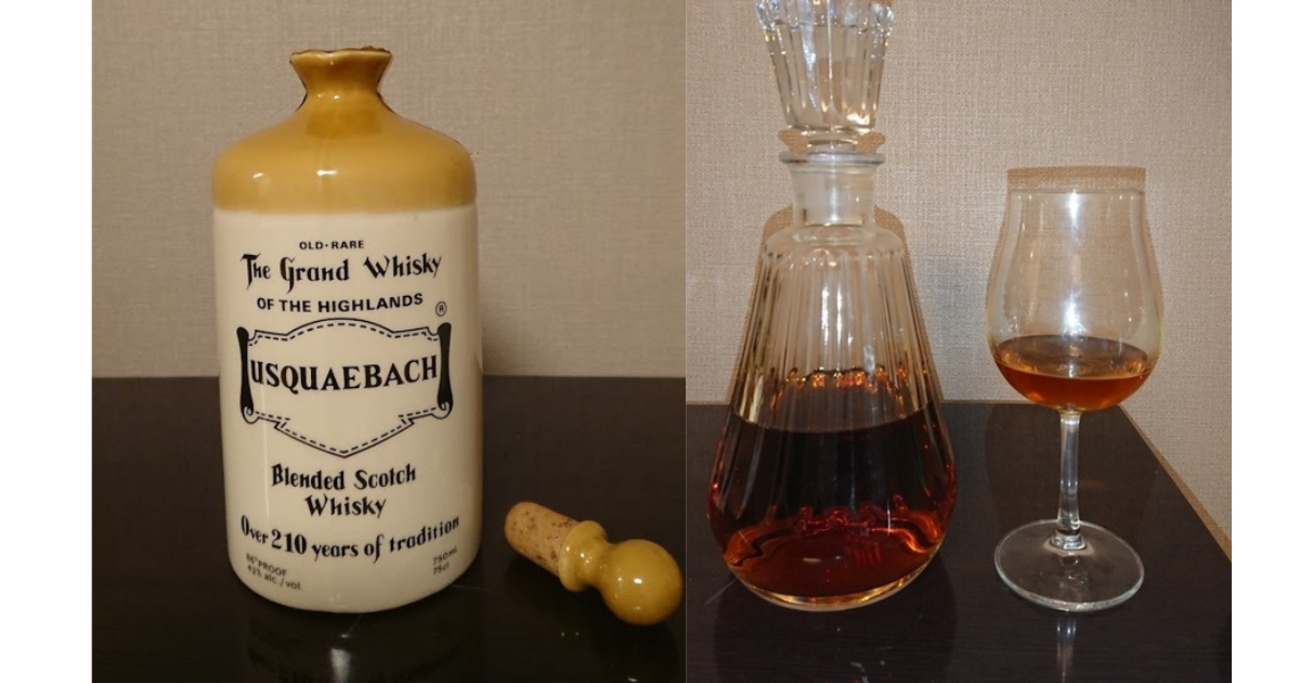 OLD·RARE
The Grand Whisky
OF THE HIGHLANDS
®
USQUAEBACH
Blended Scotch
Whisky
Over 210 years of tradition
86° PROOF
43% alc./vol.
750mL
75cl